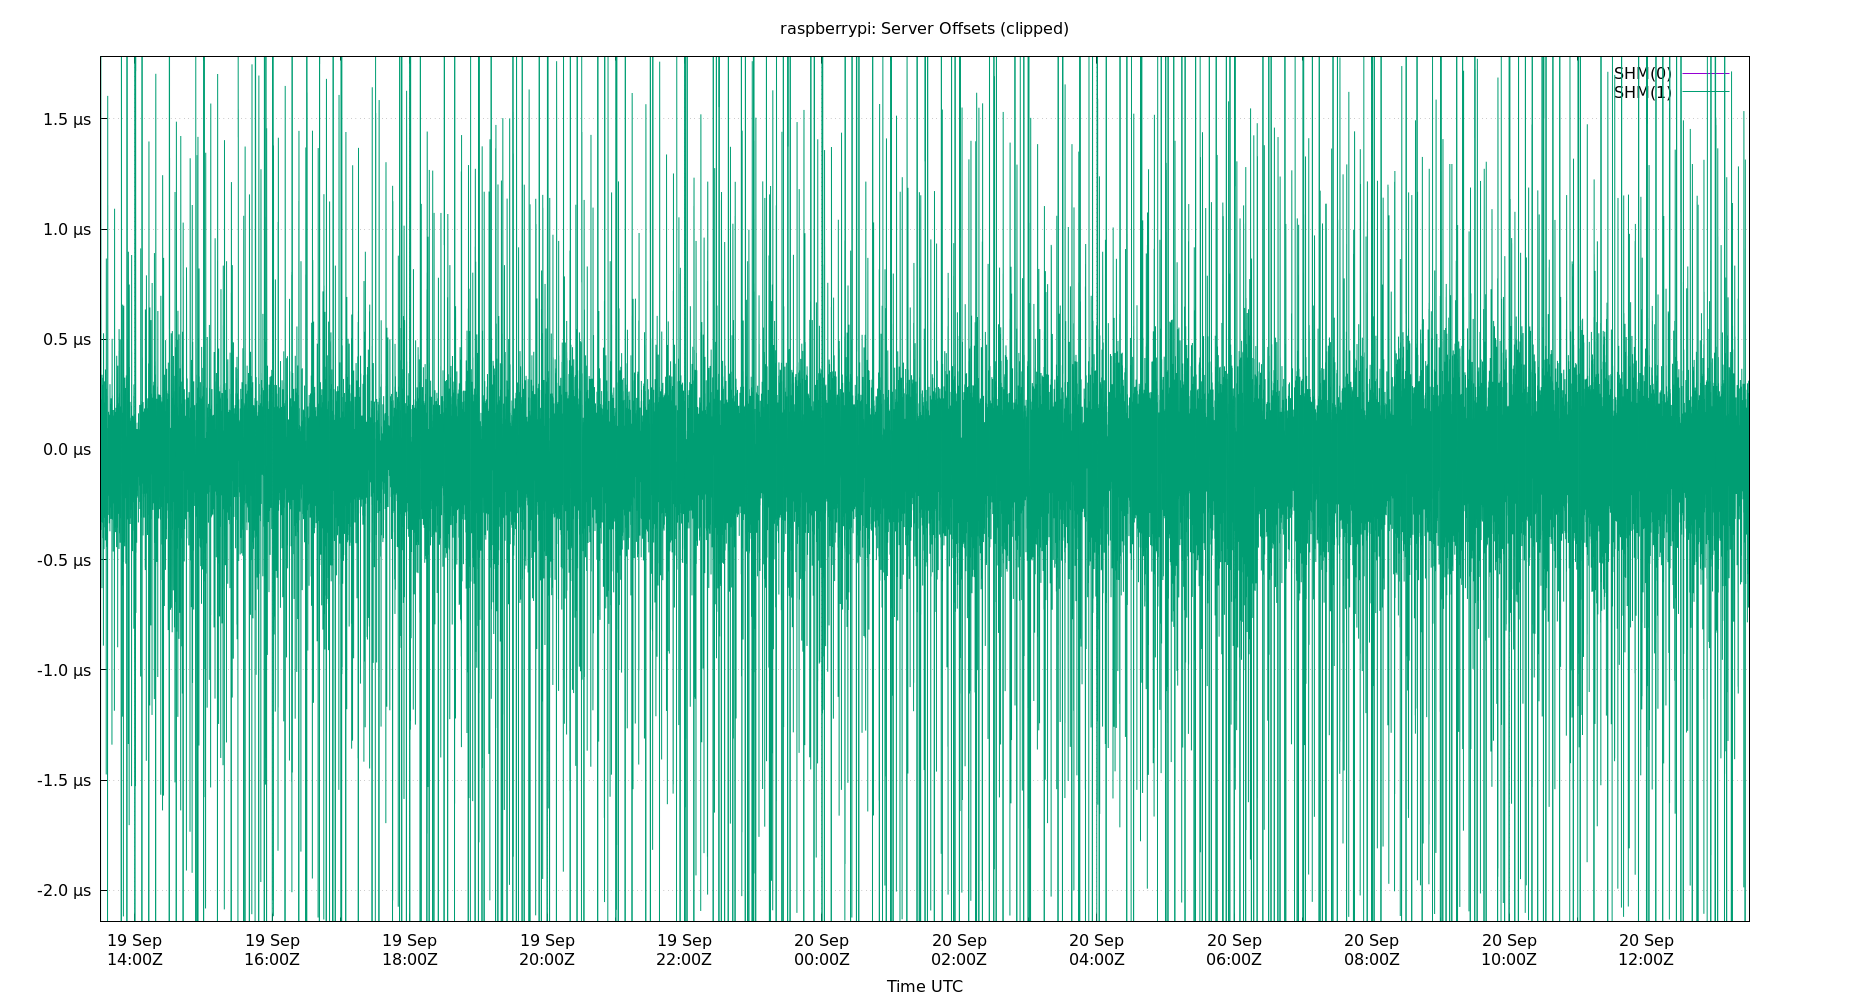 raspberrypi: Server Offsets (clipped)
SHM(0)
SHM(1)
1.5 µs
1.0 µs
0.5 µs
0.0 µs
-0.5 µs
-1.0 µs
-1.5 µs
-2.0 µs
19 Sep 19 Sep 19 Sep 19 Sep 19 Sep 20 Sep 20 Sep 20 Sep 20 Sep 20 Sep 20 Sep 20 Sep
14:00Z 16:00Z 18:00Z 20:00Z 22:00Z 00:00Z 02:00Z 04:00Z 06:00Z 08:00Z 10:00Z 12:00Z
Time UTC